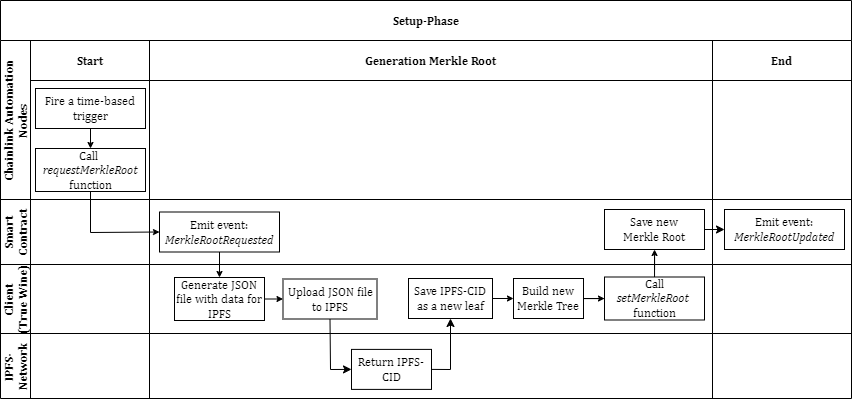 Setup-Phase
Start
Generation Merkle Root
End
Chainlink Automation
Nodes
Fire a time-based
trigger
Call
requestMerkleRoot
function
Smart
Contract
Emit event:
MerkleRootRequested
Save new
Merkle Root
Emit event:
MerkleRootUpdated
Client
(True Wine)
Generate JSON
file with data for
IPFS
Upload JSON file
to IPFS
Save IPFS-CID
as a new leaf
Build new
Merkle Tree
Call
setMerkleRoot
function
IPFS-
Network
Return IPFS-
CID